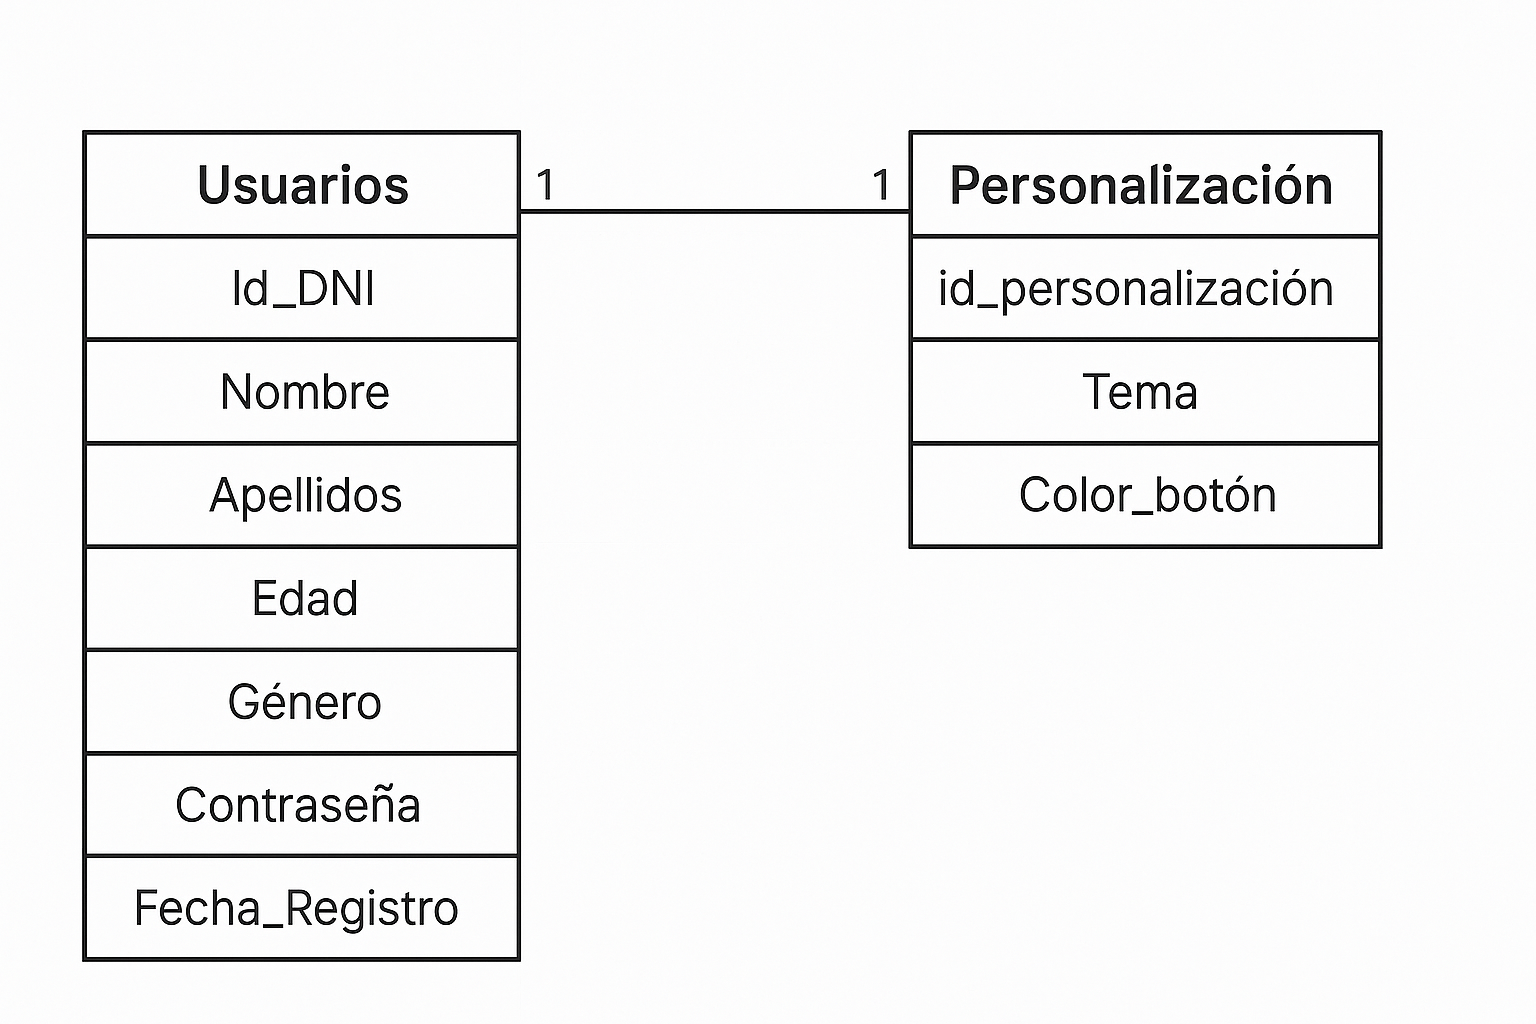 Usuarios
Id_DNI
Nombre
Apellidos
Edad
Género
Contraseña
Fecha_Registro
1
1
Personalización
id_personalización
Tema
Color_botón